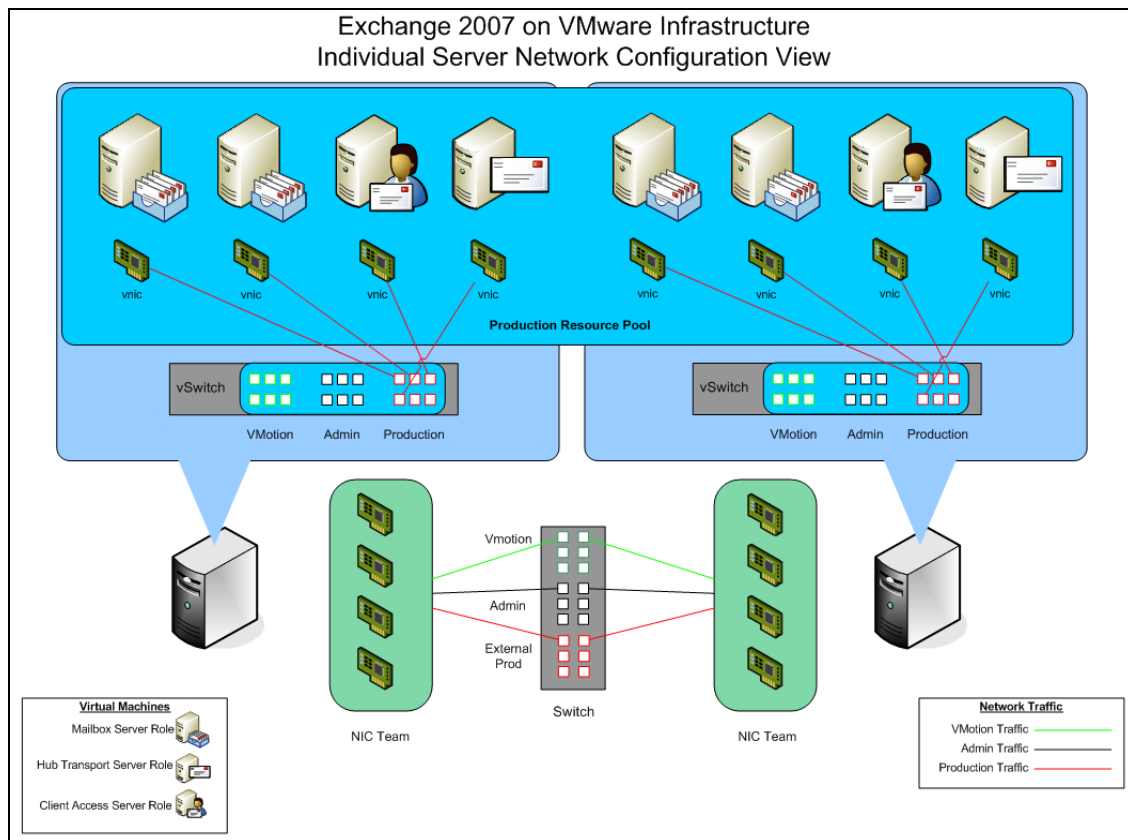 Exchange 2007 on VMware Infrastructure
Individual Server Network Configuration View
vnic
vnic
vnic
vnic
vnic
vnic
vnic
vnic
Production Resource Pool
vSwitch
VMotion
Admin
Production
vSwitch
VMotion
Admin
Production
Vmotion
Admin
External
Prod
Switch
NIC Team
NIC Team
Virtual Machines
Mailbox Server Role
Hub Transport Server Role
Client Access Server Role
Network Traffic
VMotion Traffic
Admin Traffic
Production Traffic